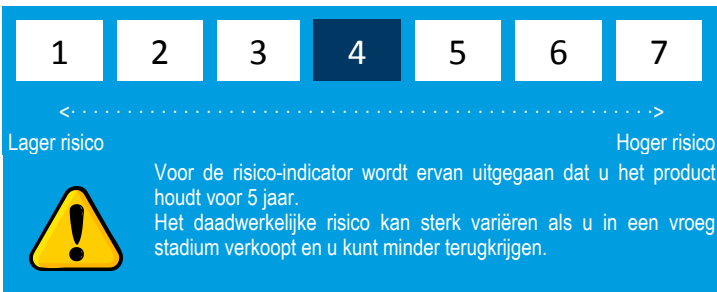 1 2 3 4 5 6 7
<· · · · · · · · · · · · · · · · · · · · · · · · · · · · · · · · · · · · · · · · · · · · · · · · · · · ·>
Lager risico Hoger risico
Voor de risico-indicator wordt ervan uitgegaan dat u het product
houdt voor 5 jaar.
Het daadwerkelijke risico kan sterk variëren als u in een vroeg
stadium verkoopt en u kunt minder terugkrijgen.